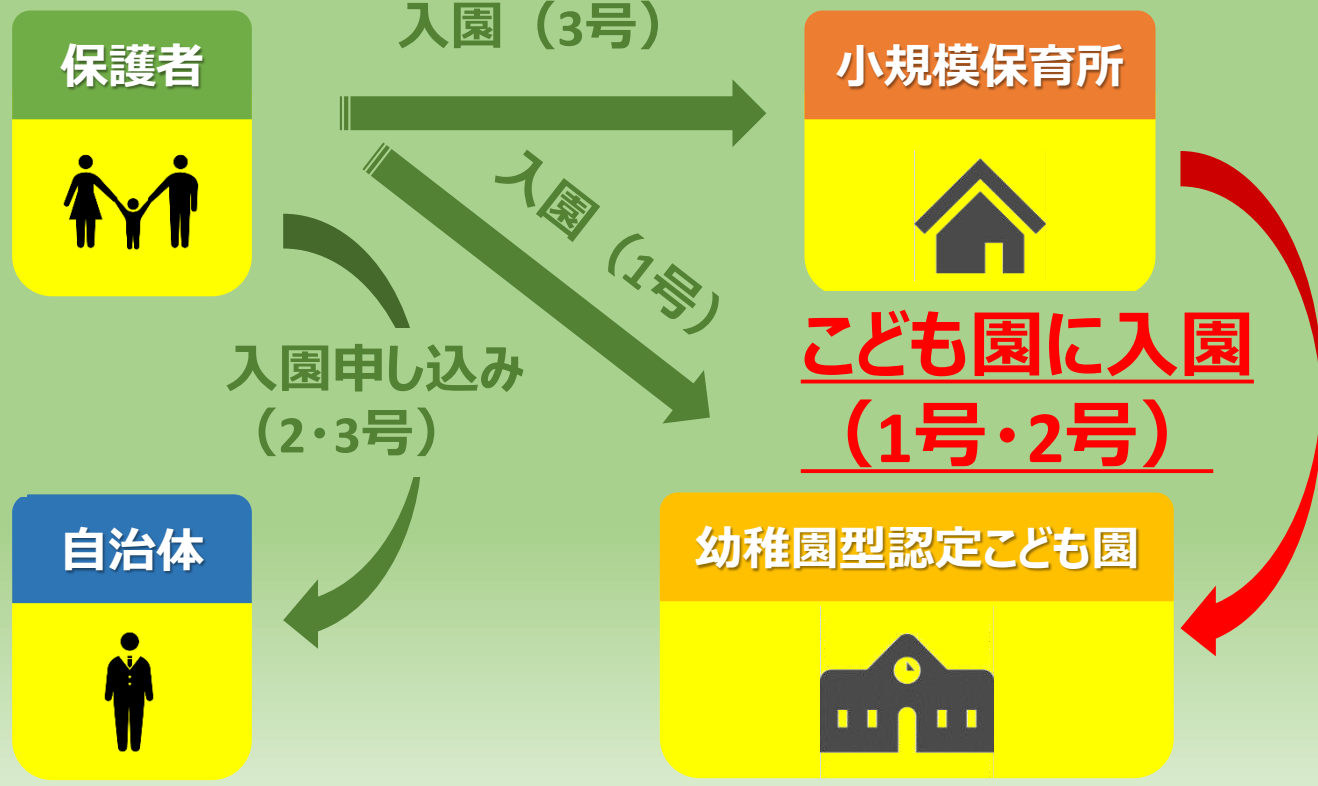 入園（3号）
保護者
小規模保育所
入園（1号）
こども園に入園
（1号・2号）
入園申し込み
（2・3号）
自治体
幼稚園型認定こども園